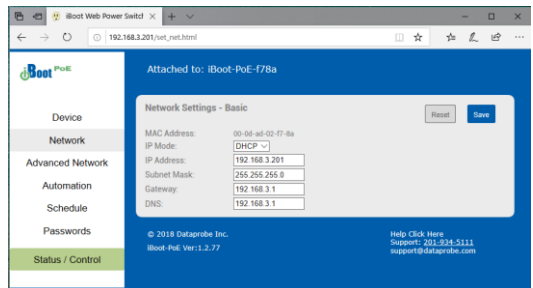 iBoot Web Power Switcl
192.168.3.201/set_net.html
iBoot PoE
Attached to: iBoot-PoE-f78a
Device
Network
Advanced Network
Automation
Schedule
Passwords
Status / Control
Network Settings - Basic
Reset Save
MAC Address: 00-0d-ad-02-f7-8a
IP Mode: DHCP
IP Address: 192.168.3.201
Subnet Mask: 255.255.255.0
Gateway: 192.168.3.1
DNS: 192.168.3.1
© 2018 Dataprobe Inc.
iBoot-PoE Ver:1.2.77
Help Click Here
Support: 201-934-5111
support@dataprobe.com